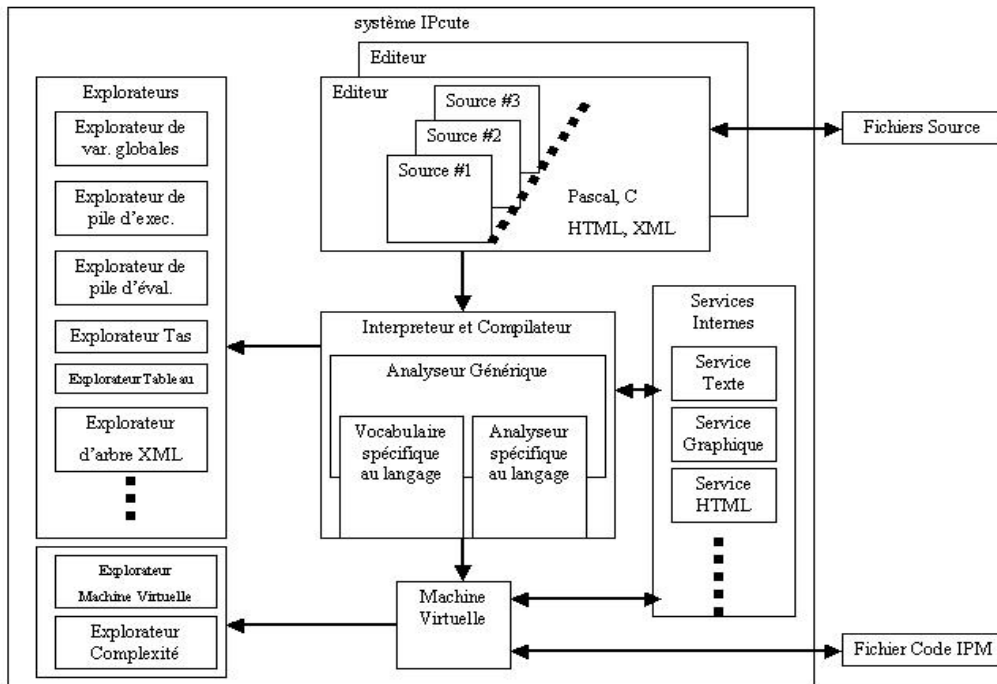 système IPcute
Editeur
Editeur
Source #3
Source #2
Source #1
Pascal, C
HTML, XML
Fichiers Source
Explorateurs
Explorateur de
var. globales
Explorateur de
pile d'exec.
Explorateur de
pile d'éval.
Explorateur Tas
Explorateur Tableau
Explorateur
d'arbre XML
Interpreteur et Compilateur
Analyseur Générique
Vocabulaire
spécifique
au langage
Analyseur
spécifique
au langage
Services
Internes
Service
Texte
Service
Graphique
Service
HTML
Explorateur
Machine Virtuelle
Explorateur
Complexité
Machine
Virtuelle
Fichier Code IPM